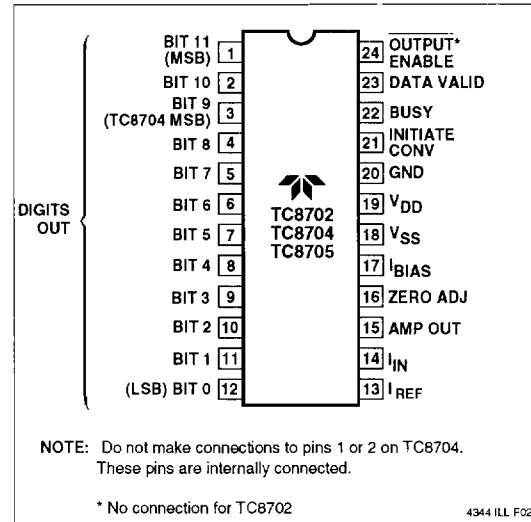 BIT 11
(MSB) 1
BIT 10 2
BIT 9
(TC8704 MSB) 3
BIT 8 4
BIT 7 5
BIT 6 6
BIT 5 7
BIT 4 8
BIT 3 9
BIT 2 10
BIT 1 11
(LSB) BIT 0 12
DIGITS
OUT
TC8702
TC8704
TC8705
24 OUTPUT*
ENABLE
23 DATA VALID
22 BUSY
21 INITIATE
CONV
20 GND
19 VDD
18 VSS
17 IBIAS
16 ZERO ADJ
15 AMP OUT
14 IIN
13 IREF
NOTE: Do not make connections to pins 1 or 2 on TC8704.
These pins are internally connected.
* No connection for TC8702
4344 ILL F02